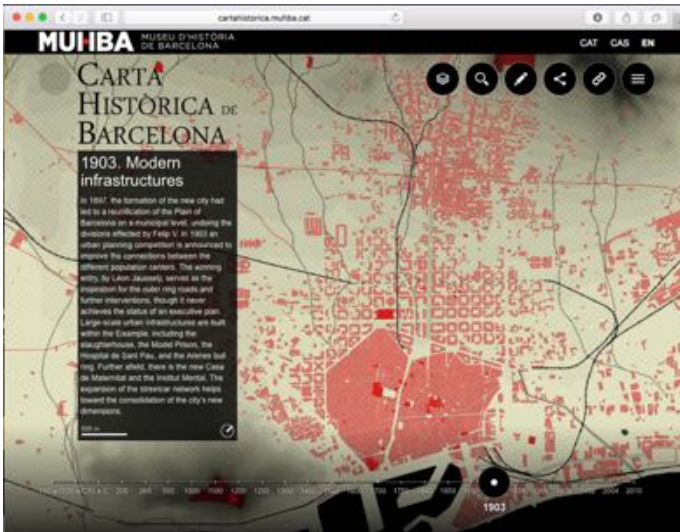 cartahistorica.muhba.cat
MUHBA MUSEU D'HISTÒRIA
DE BARCELONA
CAT CAS EN
CARTA
HISTÒRICA DE
BARCELONA
1903. Modern
infrastructures
In 1897, the formation of the new city had
led to a reunification of the Plain of
Barcelona on a municipal level, undoing the
divisions effected by Felip V. In 1903 an
urban planning competition is announced to
improve the connections between the
different population centers. The winning
entry, by Léon Jaussely, serves as the
inspiration for the outer ring roads and
further interventions, though it never
achieves the status of an executive plan.
Large-scale urban infrastructures are built
within the Eixample, including the
slaughterhouse, the Model Prison, the
Hospital de Sant Pau, and the Arenes bull
ring. Further afield, there is the new Casa
de Maternitat and the Institut Mental. The
expansion of the streetcar network helps
toward the consolidation of the city's new
dimensions.
500 m
200 1100 1200 1300 1700 2004 2010
1903